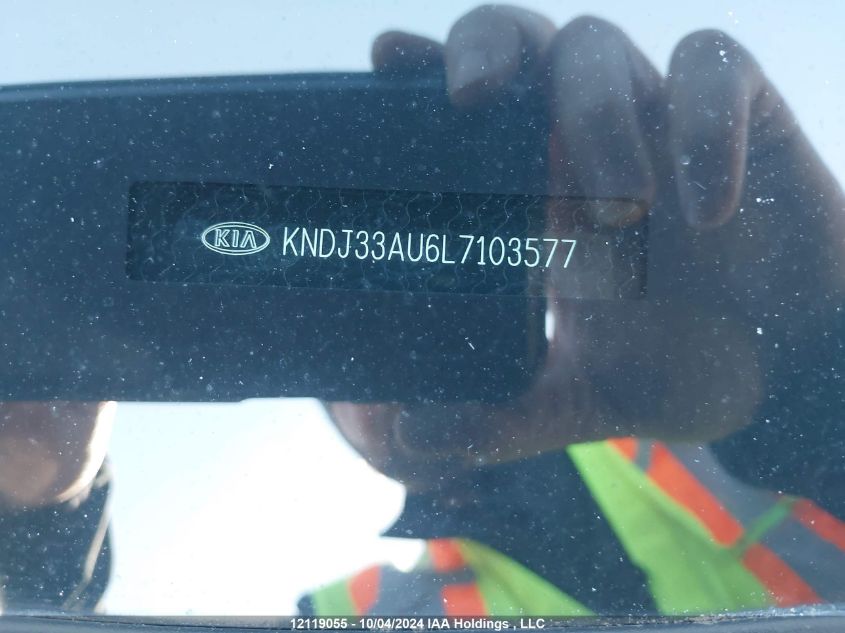 KIA KNDJ33AU6L7103577
12119055 - 10/04/2024 IAA Holdings , LLC